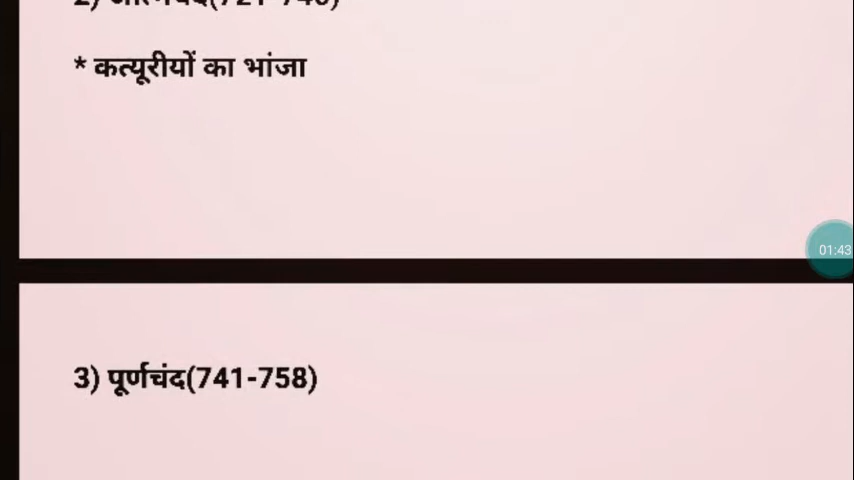 * कत्यूरीयों का भांजा
01:43
3) पूर्णचंद(741-758)